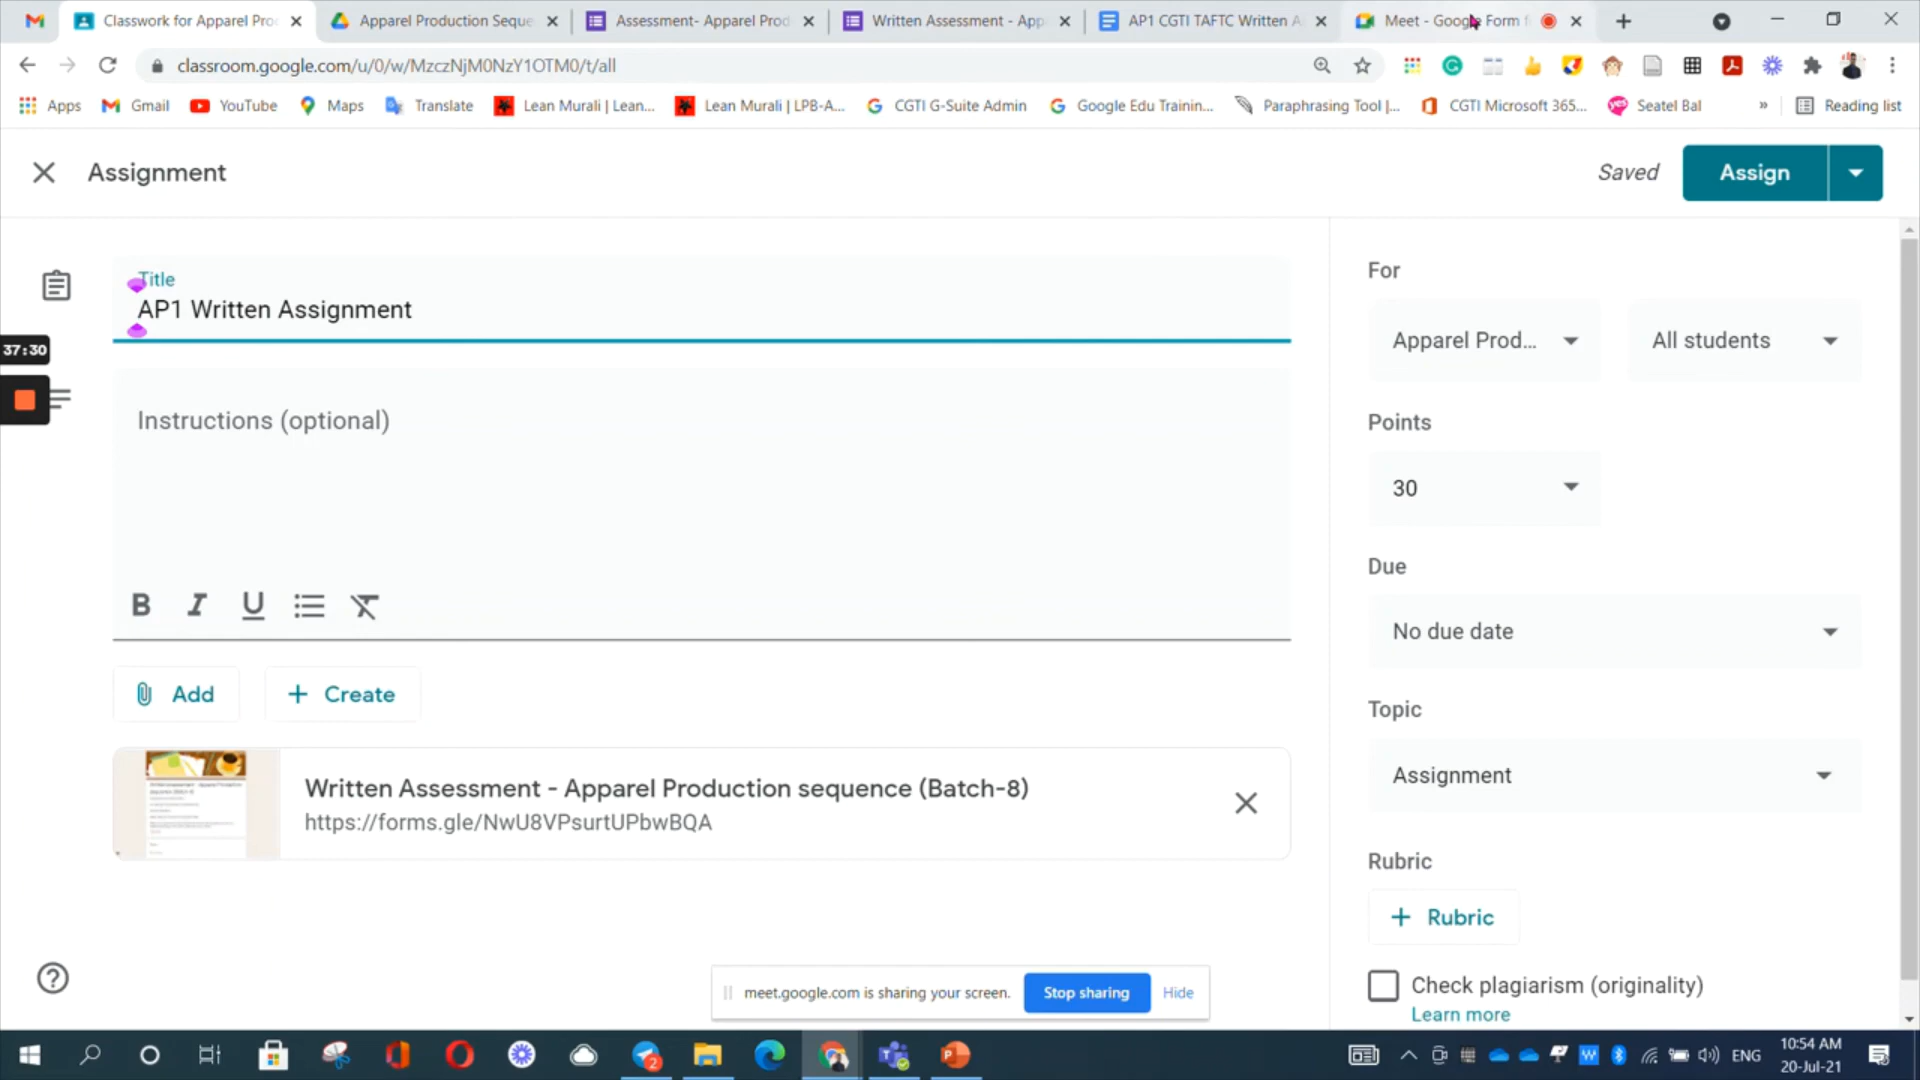 Classwork for Apparel Pro
Apparel Production Seque
Assessment- Apparel Prod
Written Assessment - App
AP1 CGTI TAFTC Written A
Meet - Google Form f
classroom.google.com/u/0/w/MzczNjM0NzY1OTM0/t/all
Apps
Gmail
YouTube
Maps
Translate
Lean Murali | Lean...
Lean Murali | LPB-A...
CGTI G-Suite Admin
Google Edu Trainin...
Paraphrasing Tool |...
CGTI Microsoft 365...
Seatel Bal
»
Reading list
Assignment
Saved
Assign
Title
AP1 Written Assignment
37:30
Instructions (optional)
B I U
Add
+ Create
Written Assessment - Apparel Production sequence (Batch-8)
https://forms.gle/NwU8VPsurtUPbwBQA
For
Apparel Prod...
All students
Points
30
Due
No due date
Topic
Assignment
Rubric
+ Rubric
Check plagiarism (originality)
Learn more
meet.google.com is sharing your screen.
Stop sharing
Hide
2
ENG
10:54 AM
20-Jul-21